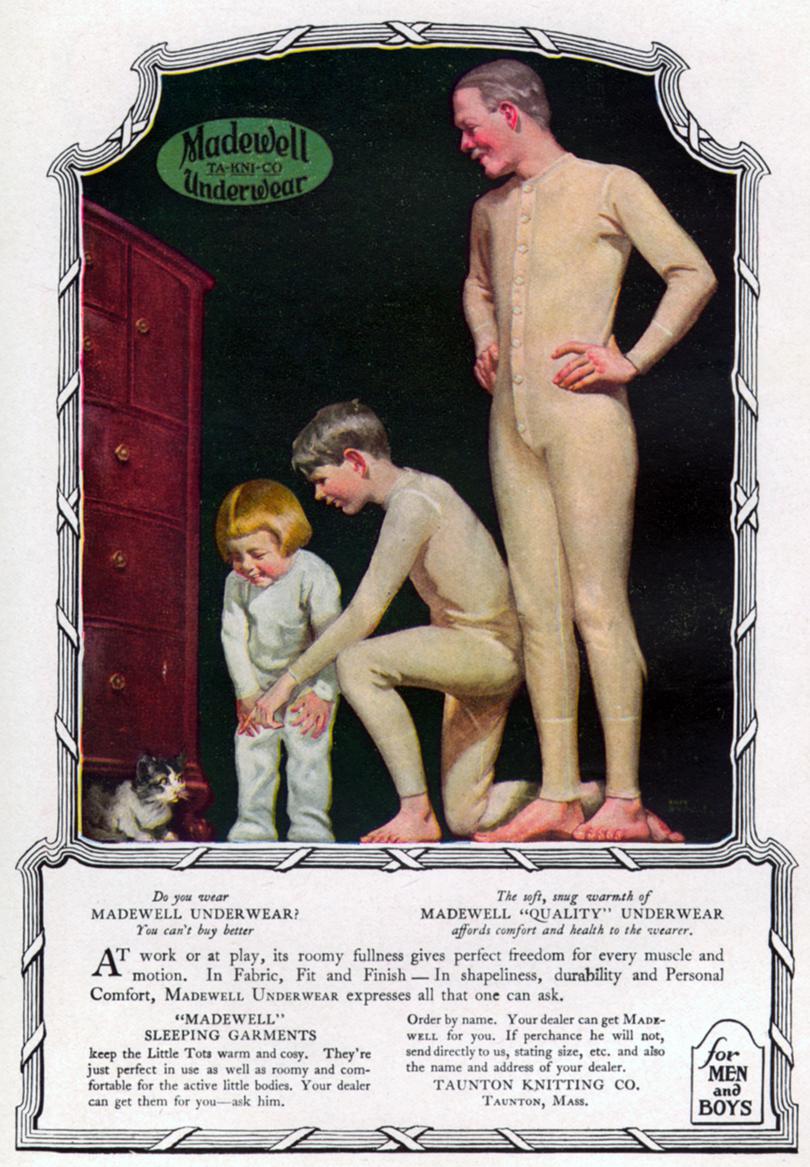 Madewell
TA-KNI-CO
Underwear
Do you wear
MADEWELL UNDERWEAR?
You can't buy better
The soft, snug warmth of
MADEWELL “QUALITY” UNDERWEAR
affords comfort and health to the wearer.
AT work or at play, its roomy fullness gives perfect freedom for every muscle and
motion. In Fabric, Fit and Finish — In shapeliness, durability and Personal
Comfort, MADEWELL UNDERWEAR expresses all that one can ask.
“MADEWELL”
SLEEPING GARMENTS
keep the Little Tots warm and cosy. They're
just perfect in use as well as roomy and com-
fortable for the active little bodies. Your dealer
can get them for you—ask him.
Order by name. Your dealer can get MADE-
WELL for you. If perchance he will not,
send directly to us, stating size, etc. and also
the name and address of your dealer.
TAUNTON KNITTING CO.
TAUNTON, MASS.
for
MEN
and
BOYS